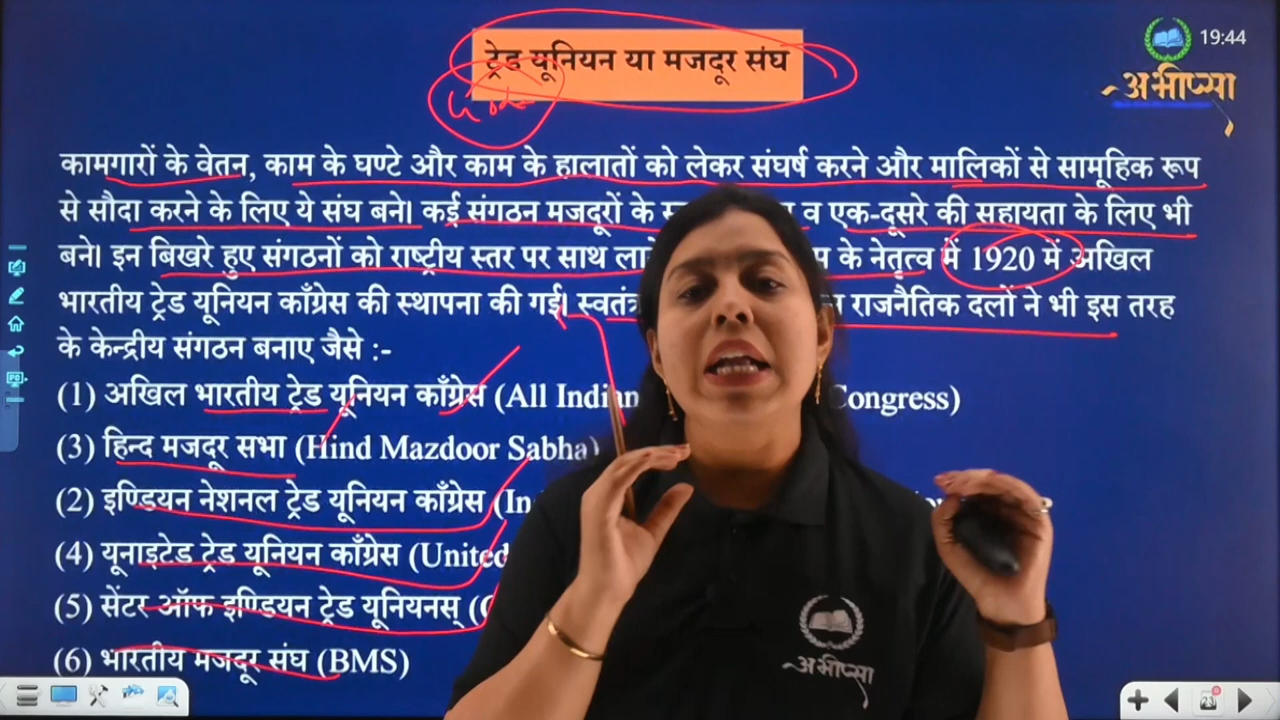 ट्रेड यूनियन या मजदूर संघ
19:44
अभीप्सा
कामगारों के वेतन, काम के घण्टे और काम के हालातों को लेकर संघर्ष करने और मालिकों से सामूहिक रूप
से सौदा करने के लिए ये संघ बने। कई संगठन मजदूरों के व एक-दूसरे की सहायता के लिए भी
बने। इन बिखरे हुए संगठनों को राष्ट्रीय स्तर पर साथ के नेतृत्व में 1920 में अखिल
भारतीय ट्रेड यूनियन काँग्रेस की स्थापना की गई। राजनैतिक दलों ने भी इस तरह
के केन्द्रीय संगठन बनाए जैसे :-
(1) अखिल भारतीय ट्रेड यूनियन काँग्रेस (All Indian Congress)
(3) हिन्द मजदूर सभा (Hind Mazdoor Sabha)
(2) इण्डियन नेशनल ट्रेड यूनियन काँग्रेस
(4) यूनाइटेड ट्रेड यूनियन काँग्रेस (United
(5) सेंटर ऑफ इण्डियन ट्रेड यूनियनस्
(6) भारतीय मजदूर संघ (BMS)
अभीप्सा